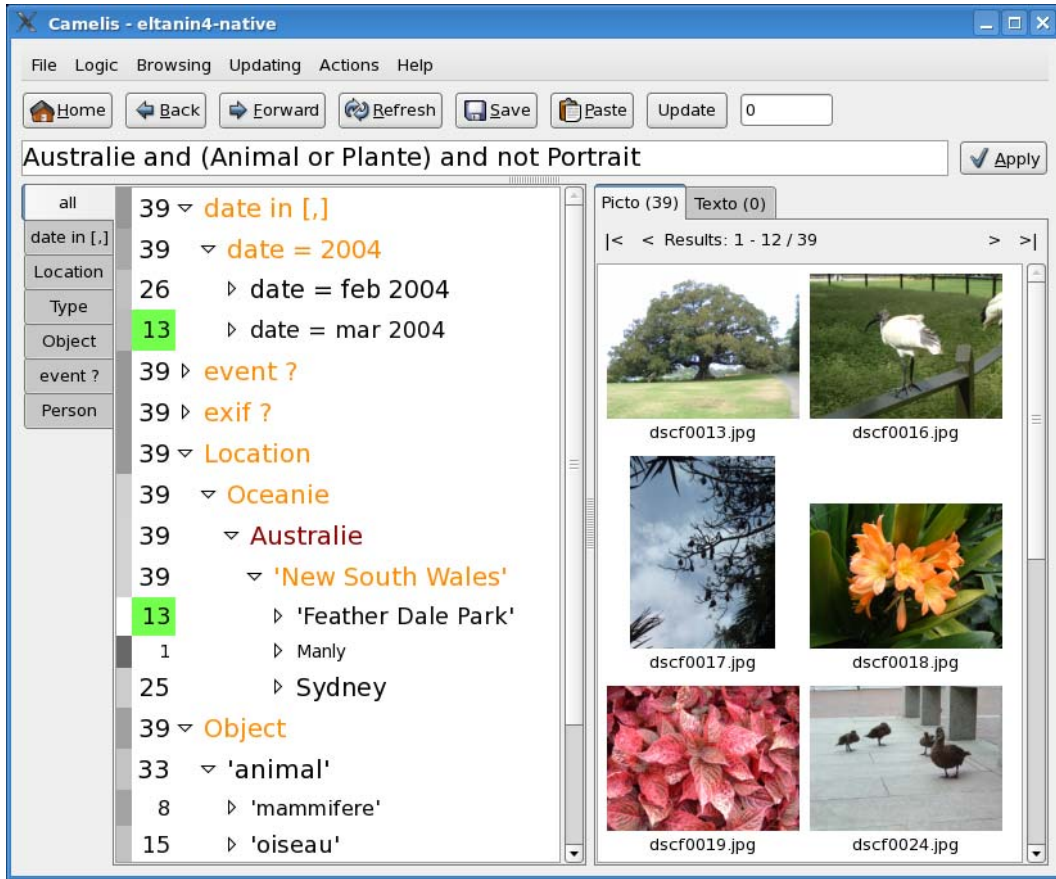 Camelis - eltanin4-native
File Logic Browsing Updating Actions Help
Home Back Forward Refresh Save Paste Update 0
Australie and (Animal or Plante) and not Portrait Apply
all
date in [,]
Location
Type
Object
event ?
Person
39 date in [,]
39 date = 2004
26 date = feb 2004
13 date = mar 2004
39 event ?
39 exif ?
39 Location
39 Oceanie
39 Australie
39 'New South Wales'
13 'Feather Dale Park'
1 Manly
25 Sydney
39 Object
33 'animal'
8 'mammifere'
15 'oiseau'
Picto (39) Texto (0)
|< < Results: 1 - 12 / 39 > >|
dscf0013.jpg dscf0016.jpg
dscf0017.jpg dscf0018.jpg
dscf0019.jpg dscf0024.jpg